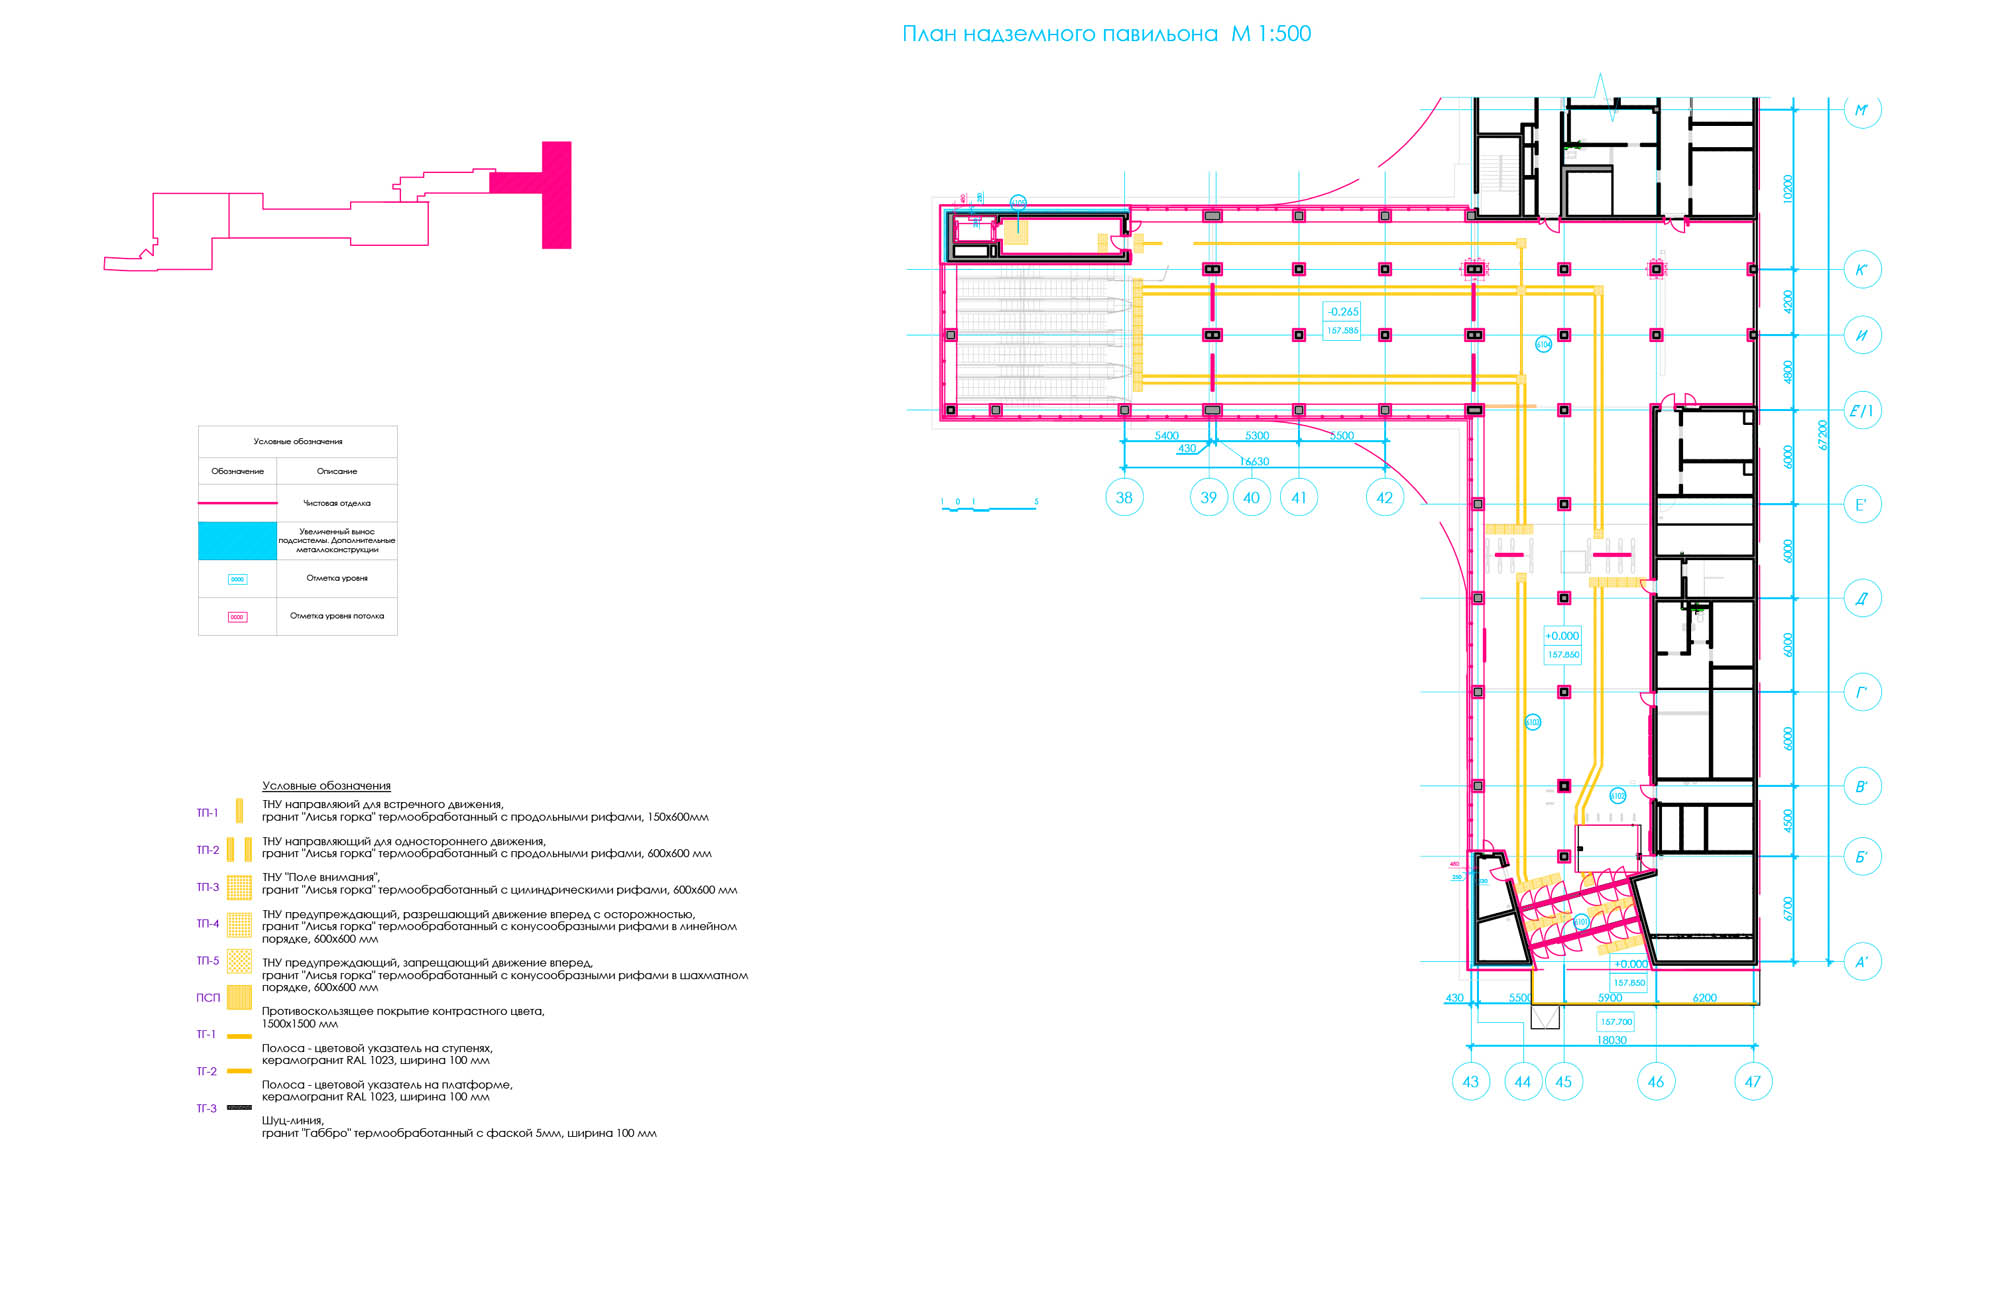 План надземного павильона М 1:500
Условные обозначения
Обозначение Описание
Чистовая отделка
Увеличенный вынос
подсистемы. Дополнительные
металлоконструкции
0000 Отметка уровня
0000 Отметка уровня потолка
Условные обозначения
ТП-1 ТНУ направляюий для встречного движения,
гранит "Лисья горка" термообработанный с продольными рифами, 150х600мм
ТП-2 ТНУ направляющий для одностороннего движения,
гранит "Лисья горка" термообработанный с продольными рифами, 600х600 мм
ТП-3 ТНУ "Поле внимания",
гранит "Лисья горка" термообработанный с цилиндрическими рифами, 600х600 мм
ТП-4 ТНУ предупреждающий, разрешающий движение вперед с осторожностью,
гранит "Лисья горка" термообработанный с конусообразными рифами в линейном
порядке, 600х600 мм
ТП-5 ТНУ предупреждающий, запрещающий движение вперед,
гранит "Лисья горка" термообработанный с конусообразными рифами в шахматном
порядке, 600х600 мм
ПСП Противоскользящее покрытие контрастного цвета,
1500х1500 мм
ТГ-1 Полоса - цветовой указатель на ступенях,
керамогранит RAL 1023, ширина 100 мм
ТГ-2 Полоса - цветовой указатель на платформе,
керамогранит RAL 1023, ширина 100 мм
ТГ-3 Шуц-линия,
гранит "Габбро" термообработанный с фаской 5мм, ширина 100 мм
М'
10200
К'
4200
И
4800
Е'/1
67200
6000
Е'
6000
Д'
6000
Г'
6000
В'
4500
Б'
6700
А'
6105
-0.265
157.585
6104
5400 5300 5500
430
16630
38 39 40 41 42
1 0 1 5
+0.000
157.850
6103
6102
6101
+0.000
157.850
430 5500 5900 6200
157.700
18030
43 44 45 46 47